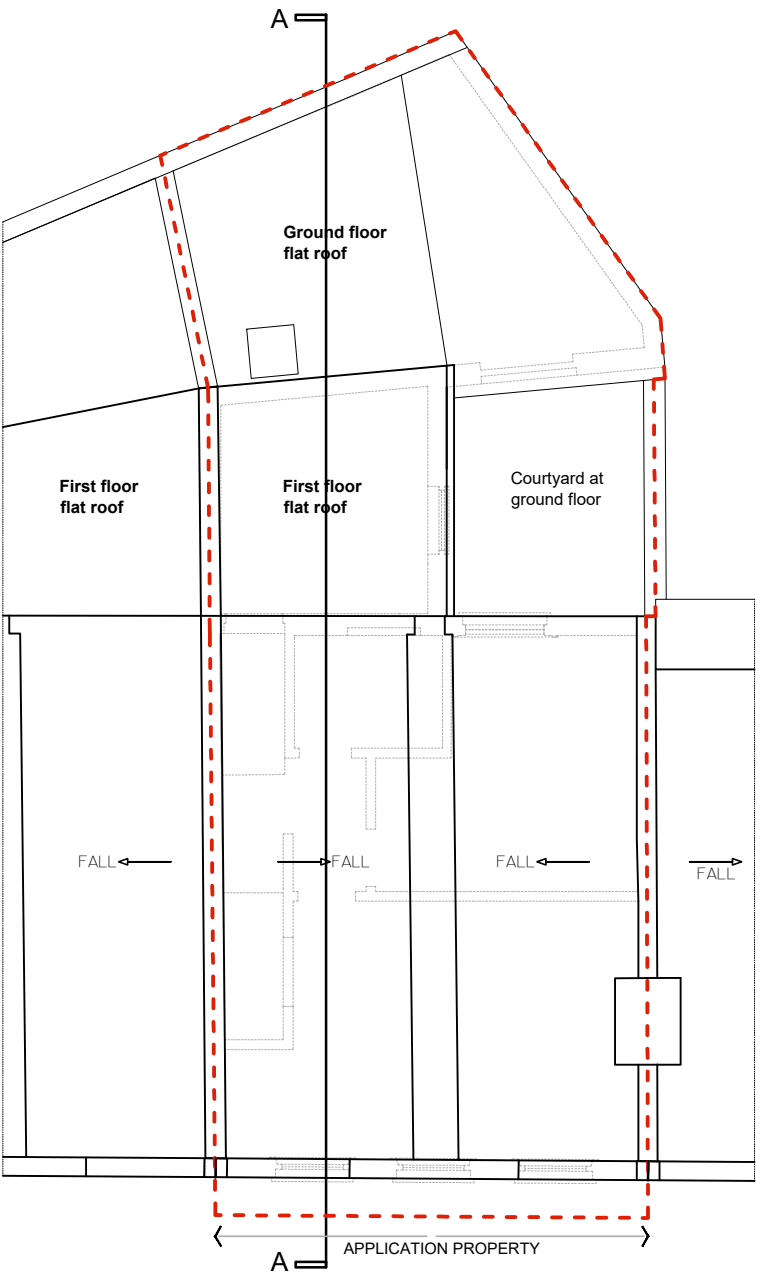 A
Ground floor
flat roof
First floor
flat roof
First floor
flat roof
Courtyard at
ground floor
FALL
FALL
FALL
FALL
APPLICATION PROPERTY
A